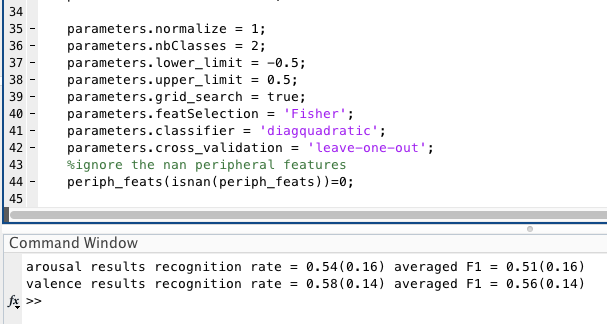 34
35 - parameters.normalize = 1;
36 - parameters.nbClasses = 2;
37 - parameters.lower_limit = -0.5;
38 - parameters.upper_limit = 0.5;
39 - parameters.grid_search = true;
40 - parameters.featSelection = 'Fisher';
41 - parameters.classifier = 'diagquadratic';
42 - parameters.cross_validation = 'leave-one-out';
43 %ignore the nan peripheral features
44 - periph_feats(isnan(periph_feats))=0;
45
Command Window
arousal results recognition rate = 0.54(0.16) averaged F1 = 0.51(0.16)
valence results recognition rate = 0.58(0.14) averaged F1 = 0.56(0.14)
fx >>